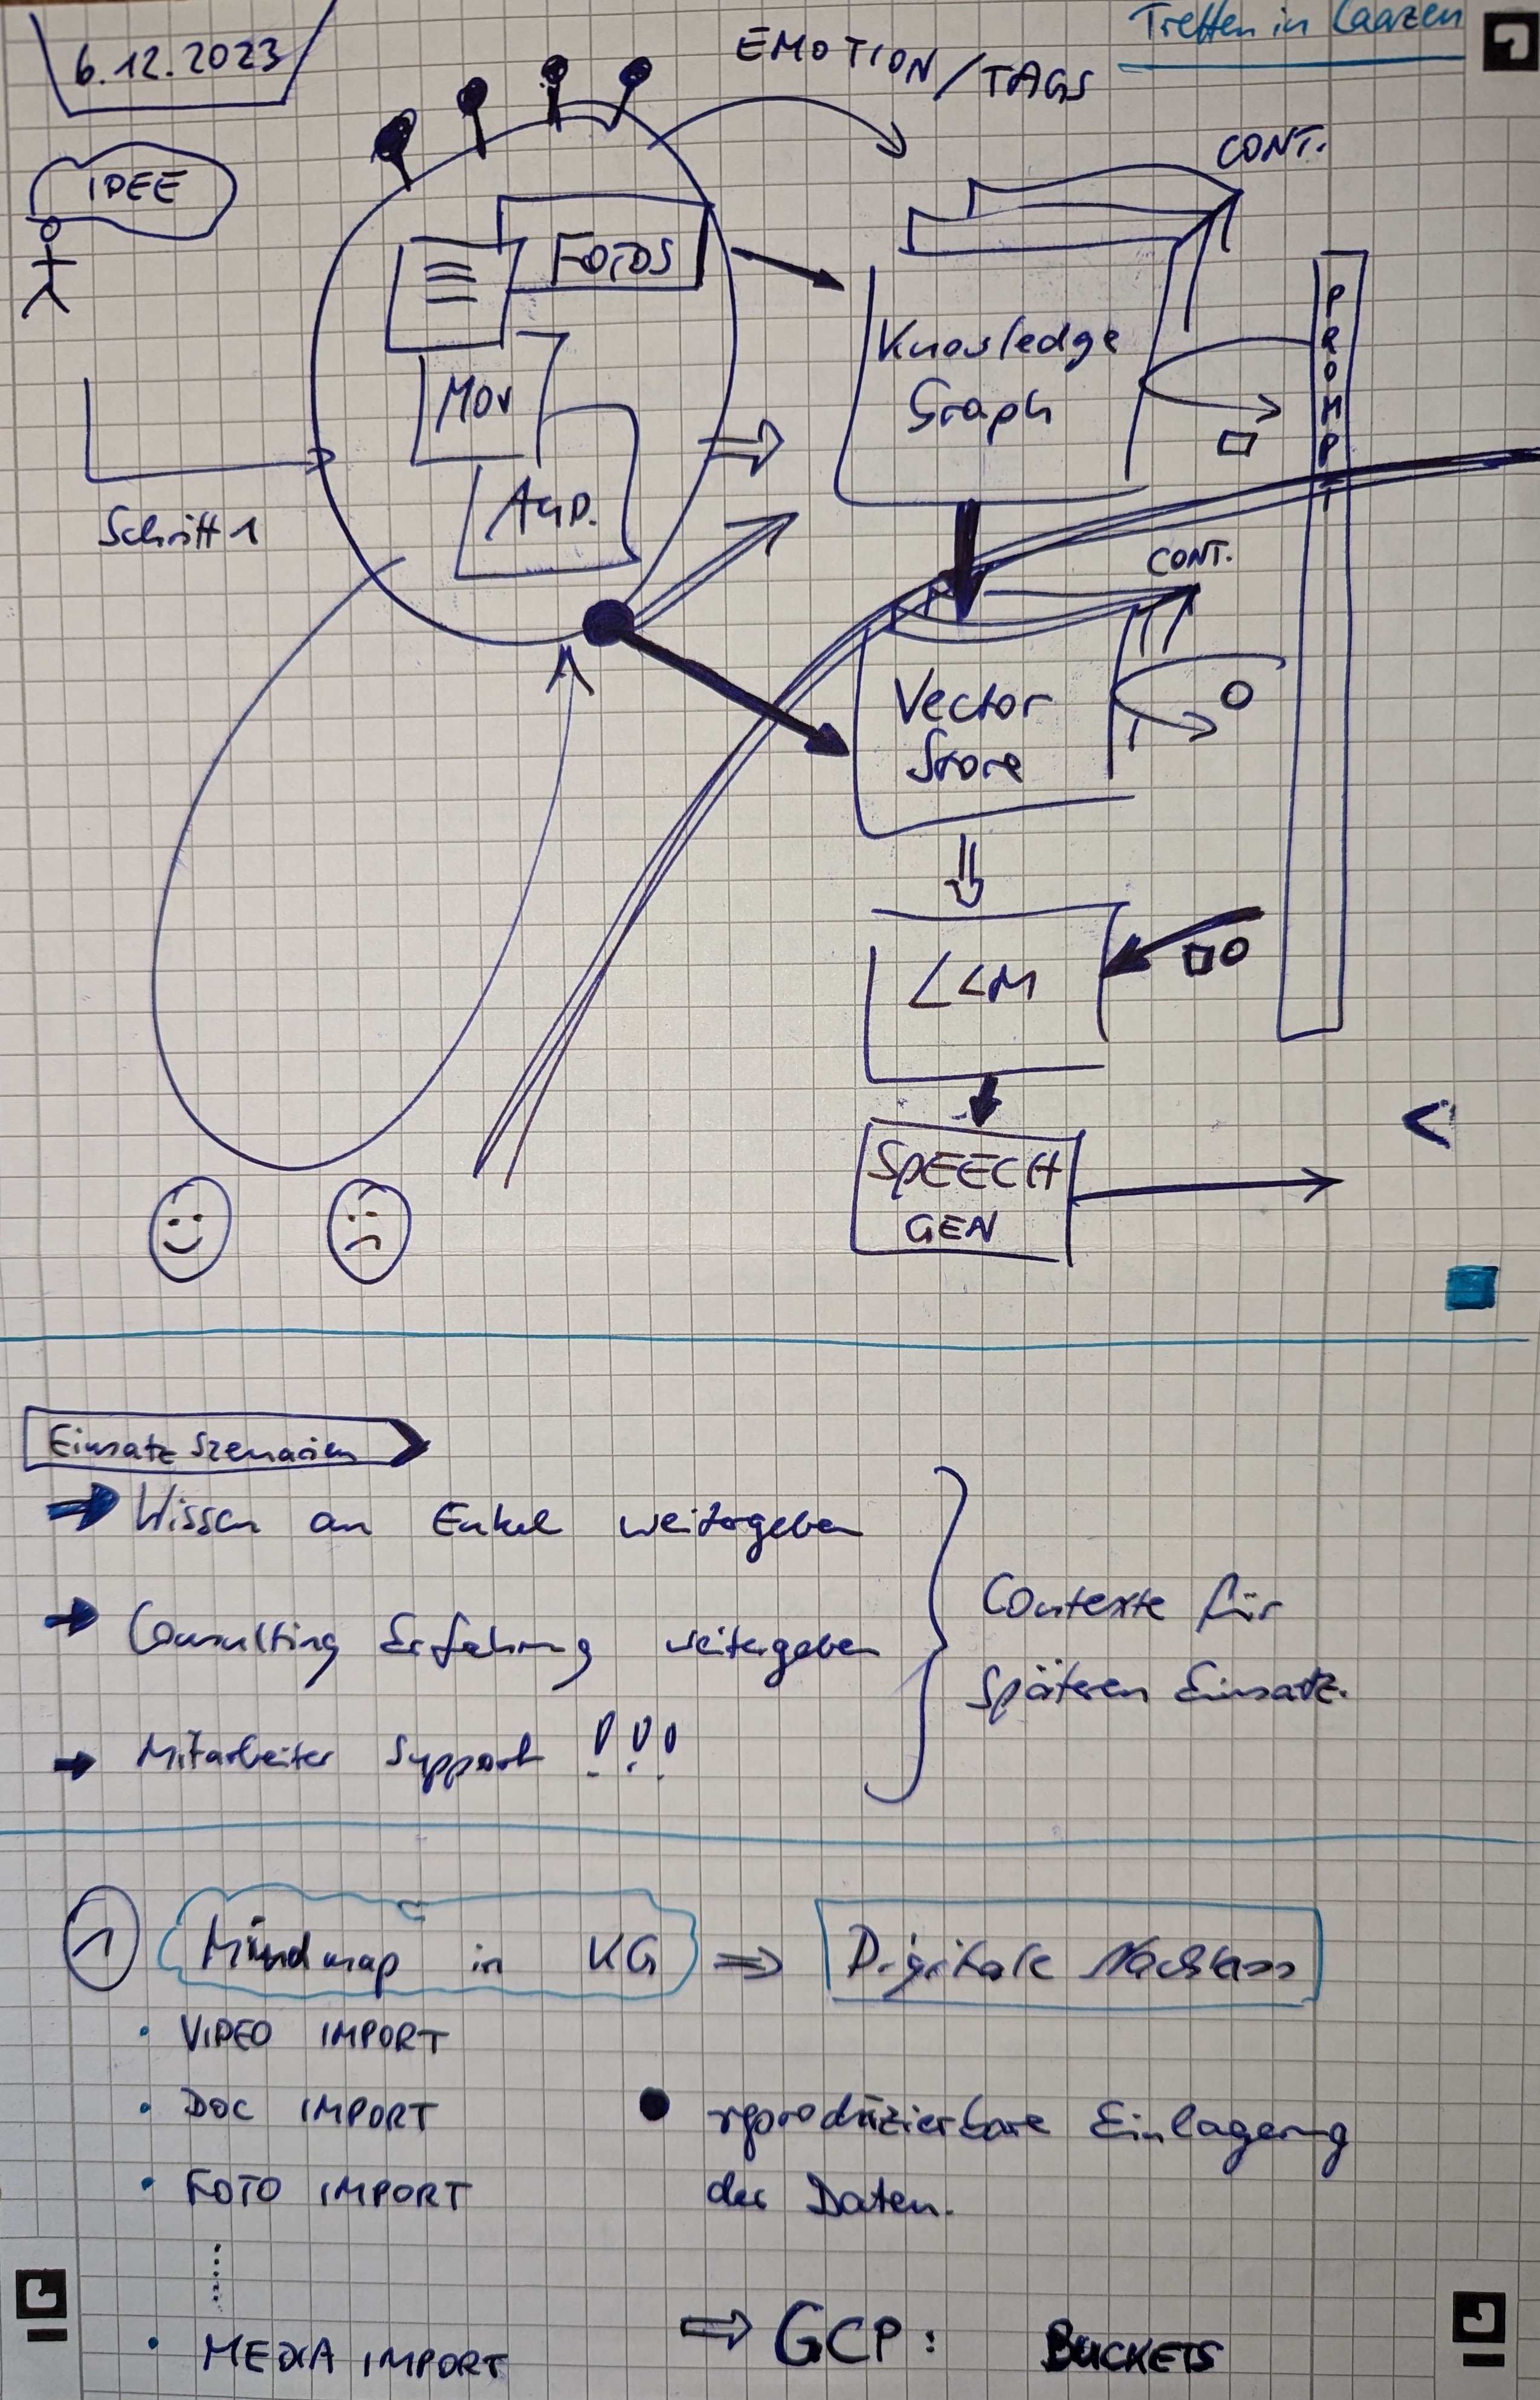 6.12.2023
EMOTION/TAGS
Treffen in Laatzen
CONT.
IDEE
FOTOS
MOV
AUD.
Schritt 1
Knowledge
Graph
PROMPT
CONT.
Vector
Store
LLM
SPEECH
GEN
Einsatz Szenarien
Wissen an Enkel weitergeben
Consulting Erfahrung weitergeben
Mitarbeiter Support !!!
Contexte für
späteren Einsatz.
1
Mindmap in KG ⇒ Digitale Nachlass
• VIDEO IMPORT
• DOC IMPORT
• FOTO IMPORT
......
• MEDIA IMPORT
• reproduzierbare Einlagerung
der Daten.
⇒ GCP: BUCKETS